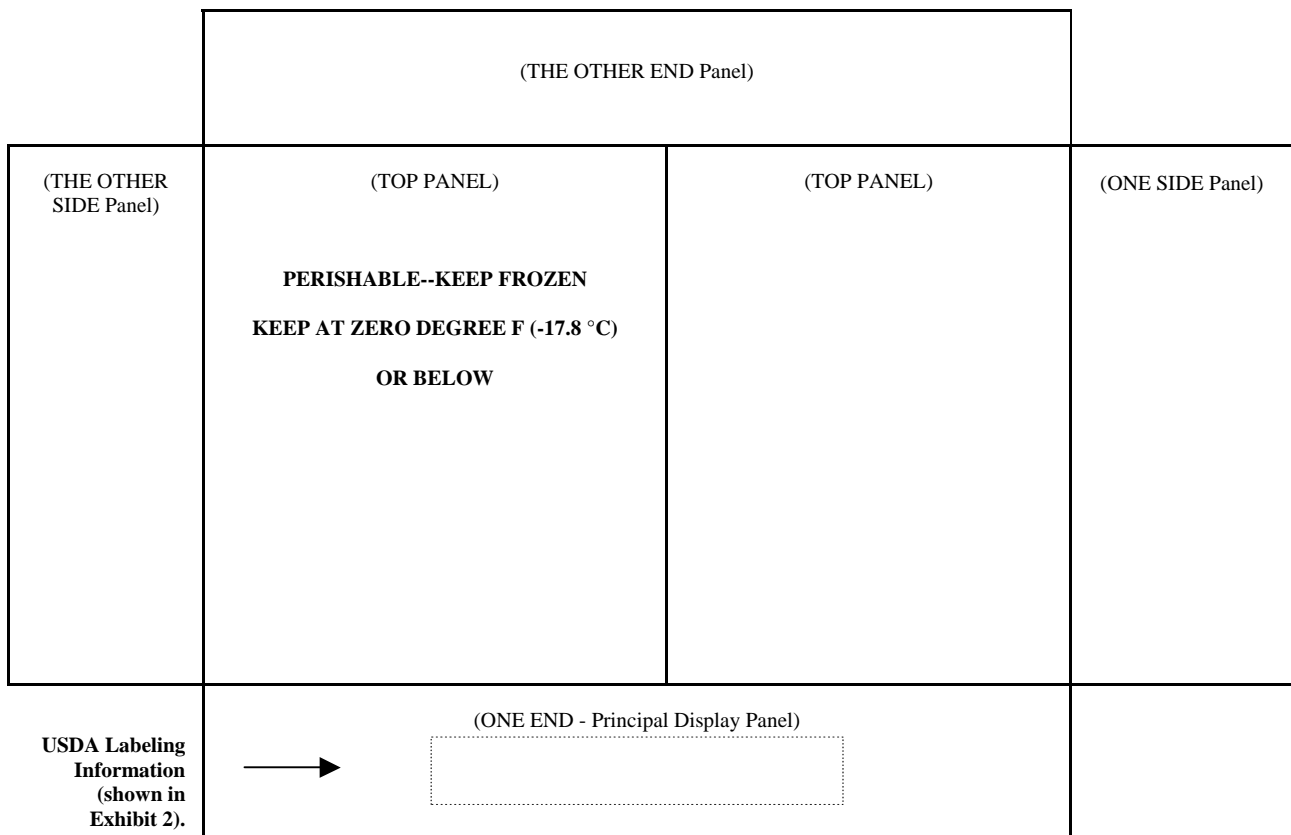 (THE OTHER END Panel)
(THE OTHER
SIDE Panel)
(TOP PANEL)
(TOP PANEL)
(ONE SIDE Panel)
PERISHABLE--KEEP FROZEN
KEEP AT ZERO DEGREE F (-17.8 °C)
OR BELOW
(ONE END - Principal Display Panel)
USDA Labeling
Information
(shown in
Exhibit 2).